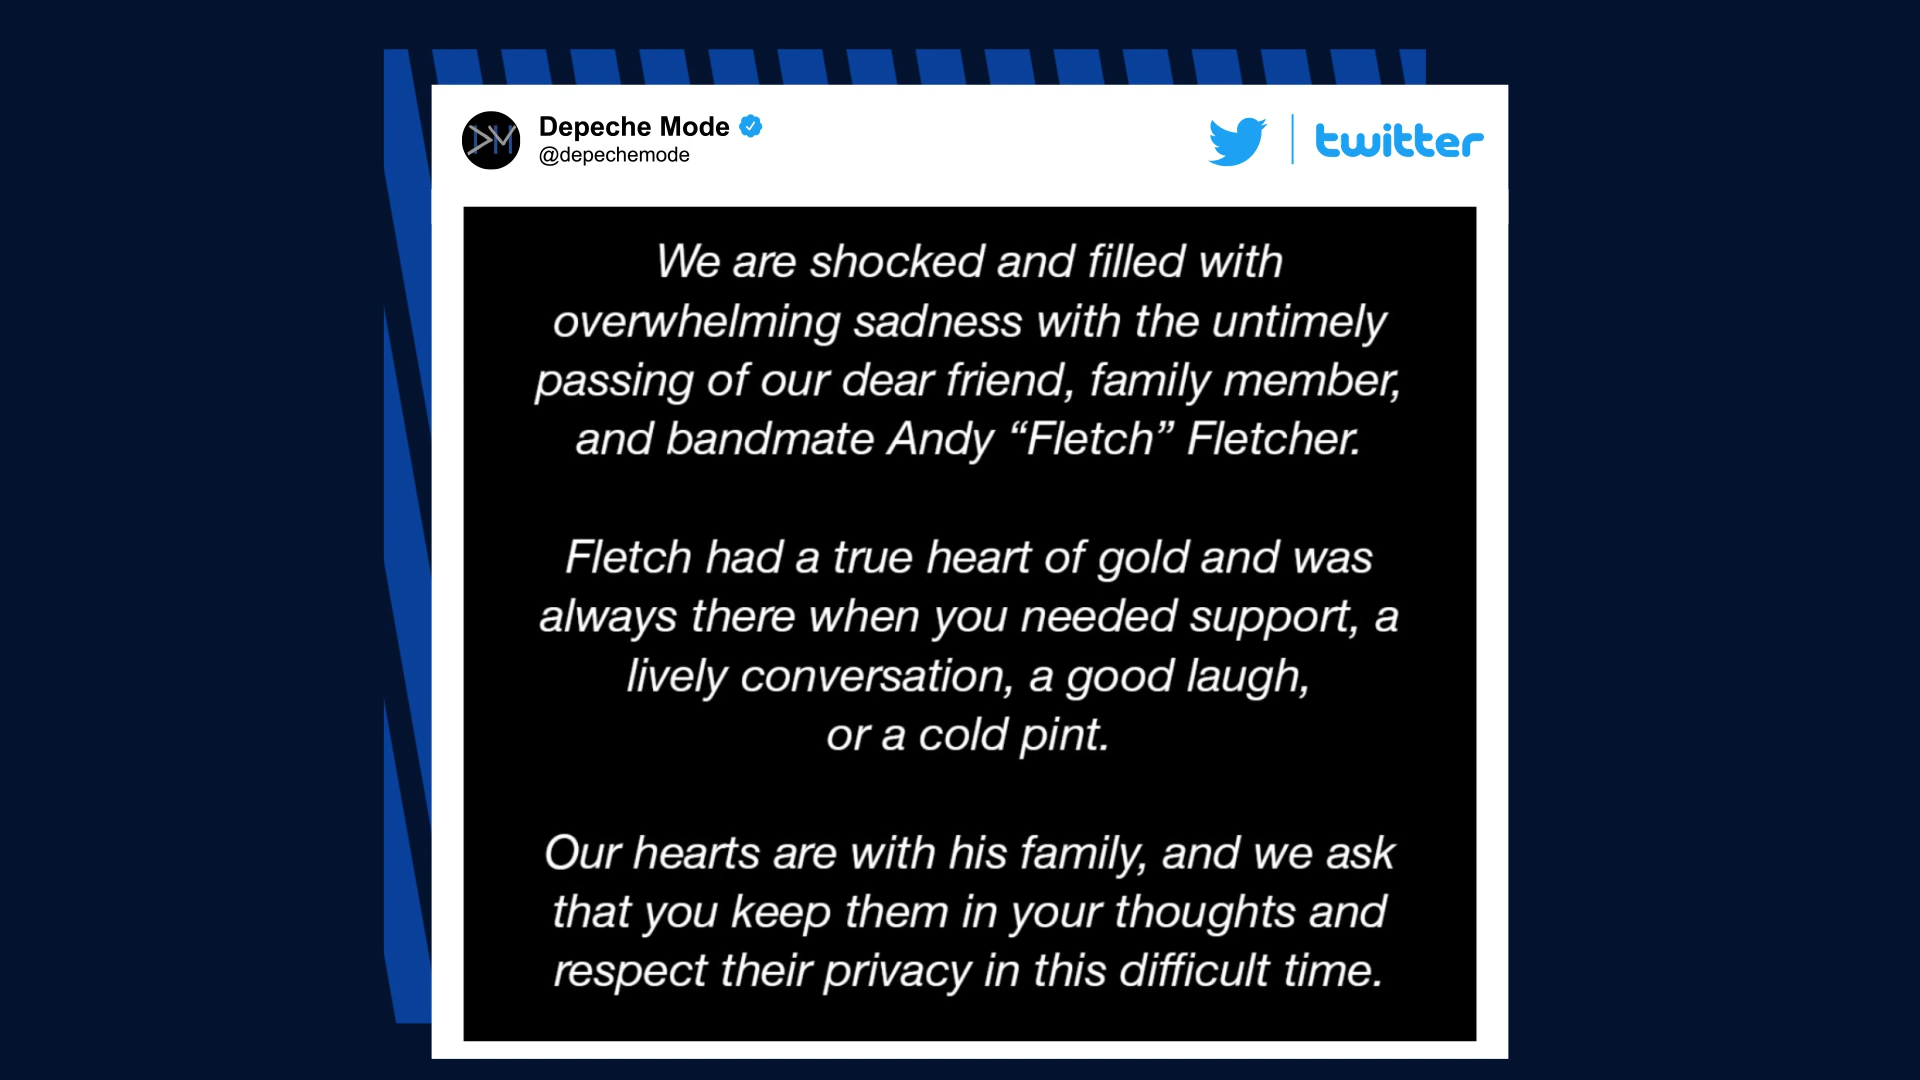 Depeche Mode
@depechemode
twitter
We are shocked and filled with
overwhelming sadness with the untimely
passing of our dear friend, family member,
and bandmate Andy “Fletch” Fletcher.
Fletch had a true heart of gold and was
always there when you needed support, a
lively conversation, a good laugh,
or a cold pint.
Our hearts are with his family, and we ask
that you keep them in your thoughts and
respect their privacy in this difficult time.